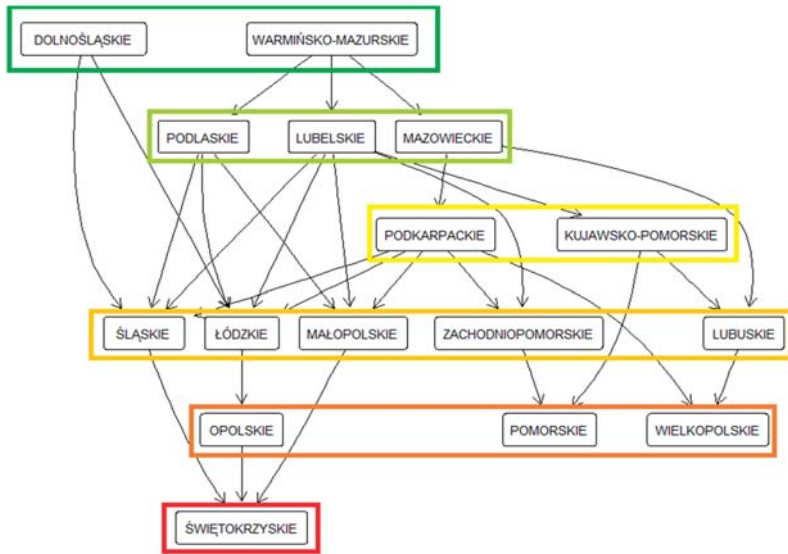 DOLNOŚLĄSKIE
WARMIŃSKO-MAZURSKIE
PODLASKIE
LUBELSKIE
MAZOWIECKIE
PODKARPACKIE
KUJAWSKO-POMORSKIE
ŚLĄSKIE
ŁÓDZKIE
MAŁOPOLSKIE
ZACHODNIOPOMORSKIE
LUBUSKIE
OPOLSKIE
POMORSKIE
WIELKOPOLSKIE
ŚWIĘTOKRZYSKIE